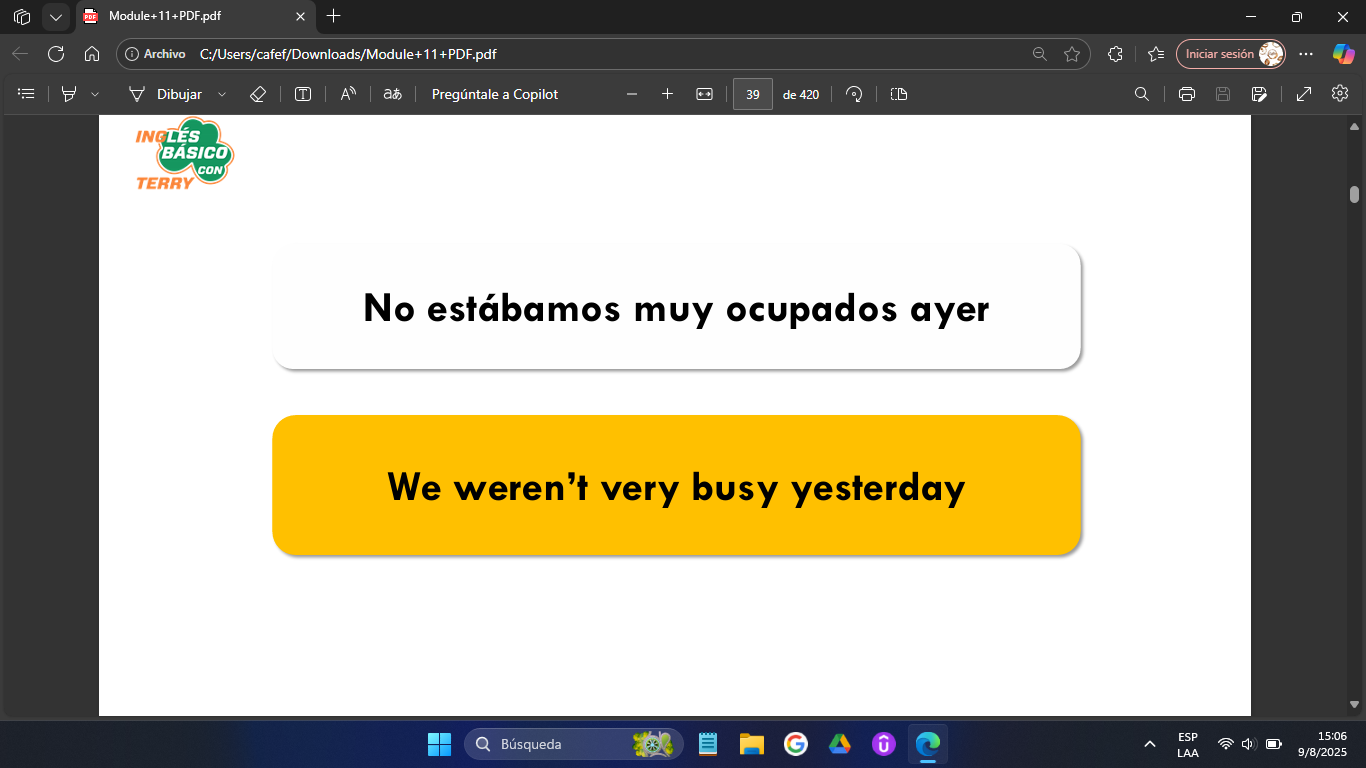 Module+11+PDF.pdf
Archivo C:/Users/cafef/Downloads/Module+11+PDF.pdf Iniciar sesión
Dibujar aあ Pregúntale a Copilot 39 de 420
INGLÉS
BÁSICO
CON
TERRY
No estábamos muy ocupados ayer
We weren't very busy yesterday
Búsqueda
ESP
LAA
15:06
9/8/2025